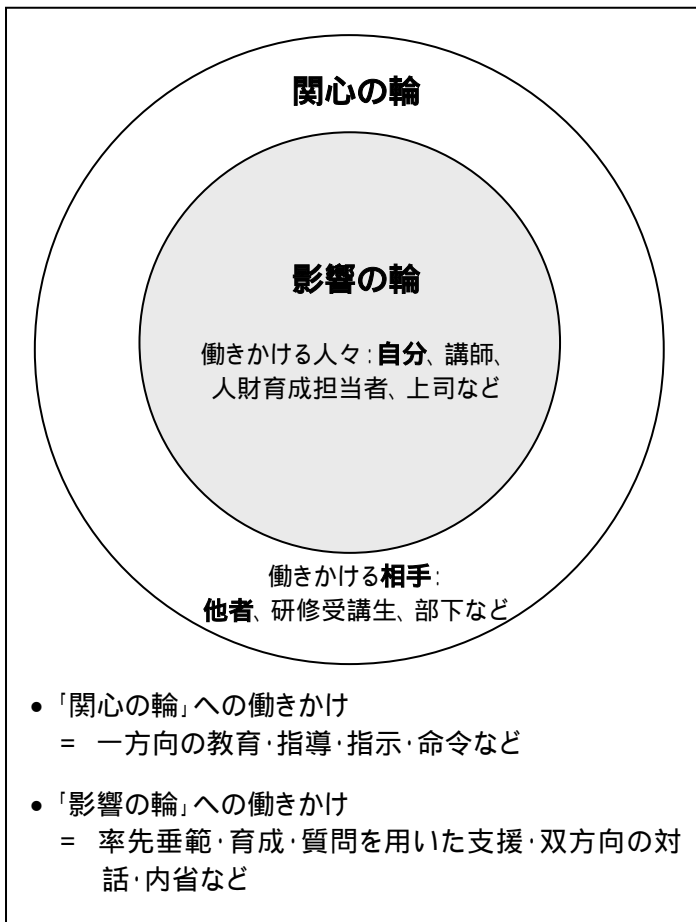 関心の輪
影響の輪
働きかける人々:自分、講師、
人財育成担当者、上司など
働きかける相手:
他者、研修受講生、部下など
• 「関心の輪」への働きかけ
= 一方向の教育・指導・指示・命令など
• 「影響の輪」への働きかけ
= 率先垂範・育成・質問を用いた支援・双方向の対
話・内省など